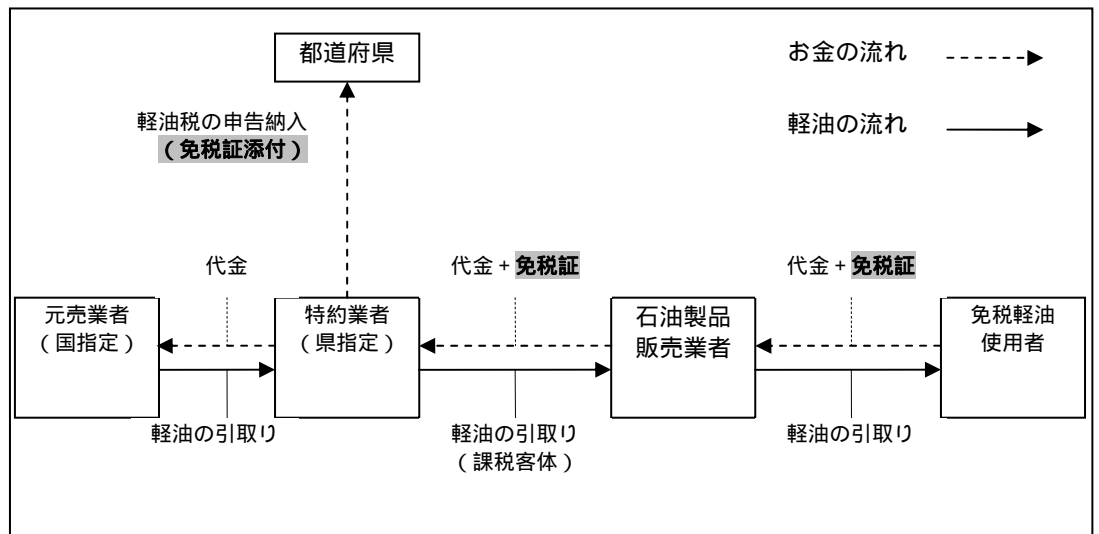 都道府県
お金の流れ
軽油の流れ
軽油税の申告納入
(免税証添付)
代金
代金+免税証
代金+免税証
元売業者
(国指定)
特約業者
(県指定)
石油製品
販売業者
免税軽油
使用者
軽油の引取り
軽油の引取り
(課税客体)
軽油の引取り